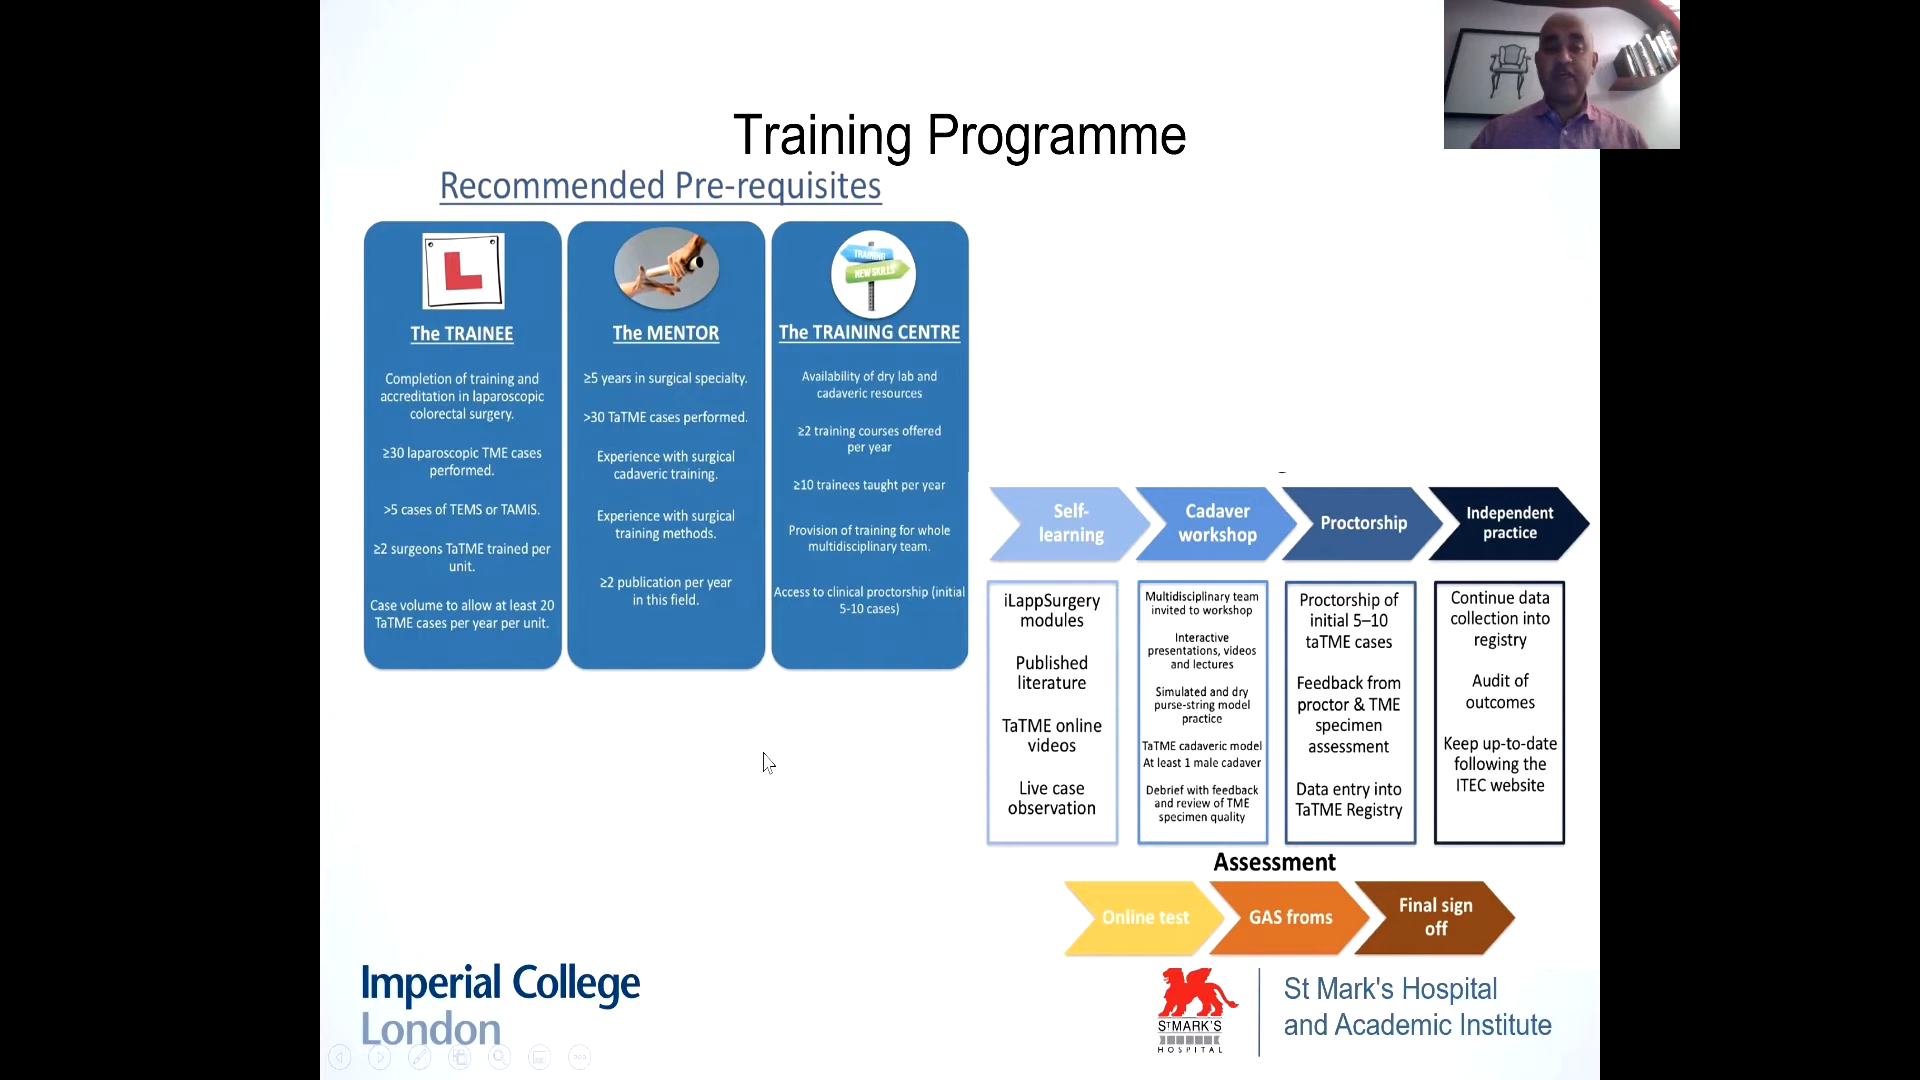 Training Programme
Recommended Pre-requisites
L
The TRAINEE
Completion of training and
accreditation in laparoscopic
colorectal surgery.
≥30 laparoscopic TME cases
performed.
>5 cases of TEMS or TAMIS.
≥2 surgeons TaTME trained per
unit.
Case volume to allow at least 20
TaTME cases per year per unit.
The MENTOR
≥5 years in surgical specialty.
>30 TaTME cases performed.
Experience with surgical
cadaveric training.
Experience with surgical
training methods.
≥2 publication per year
in this field.
TRAINING
NEW SKILLS
The TRAINING CENTRE
Availability of dry lab and
cadaveric resources
≥2 training courses offered
per year
≥10 trainees taught per year
Provision of training for whole
multidisciplinary team.
Access to clinical proctorship (initial
5-10 cases)
Self-
learning
Cadaver
workshop
Proctorship
Independent
practice
iLappSurgery
modules
Published
literature
TaTME online
videos
Live case
observation
Multidisciplinary team
invited to workshop
Interactive
presentations, videos
and lectures
Simulated and dry
purse-string model
practice
TaTME cadaveric model
At least 1 male cadaver
Debrief with feedback
and review of TME
specimen quality
Proctorship of
initial 5–10
taTME cases
Feedback from
proctor & TME
specimen
assessment
Data entry into
TaTME Registry
Continue data
collection into
registry
Audit of
outcomes
Keep up-to-date
following the
ITEC website
Assessment
Online test
GAS froms
Final sign
off
Imperial College
London
ST MARK'S
HOSPITAL
St Mark's Hospital
and Academic Institute